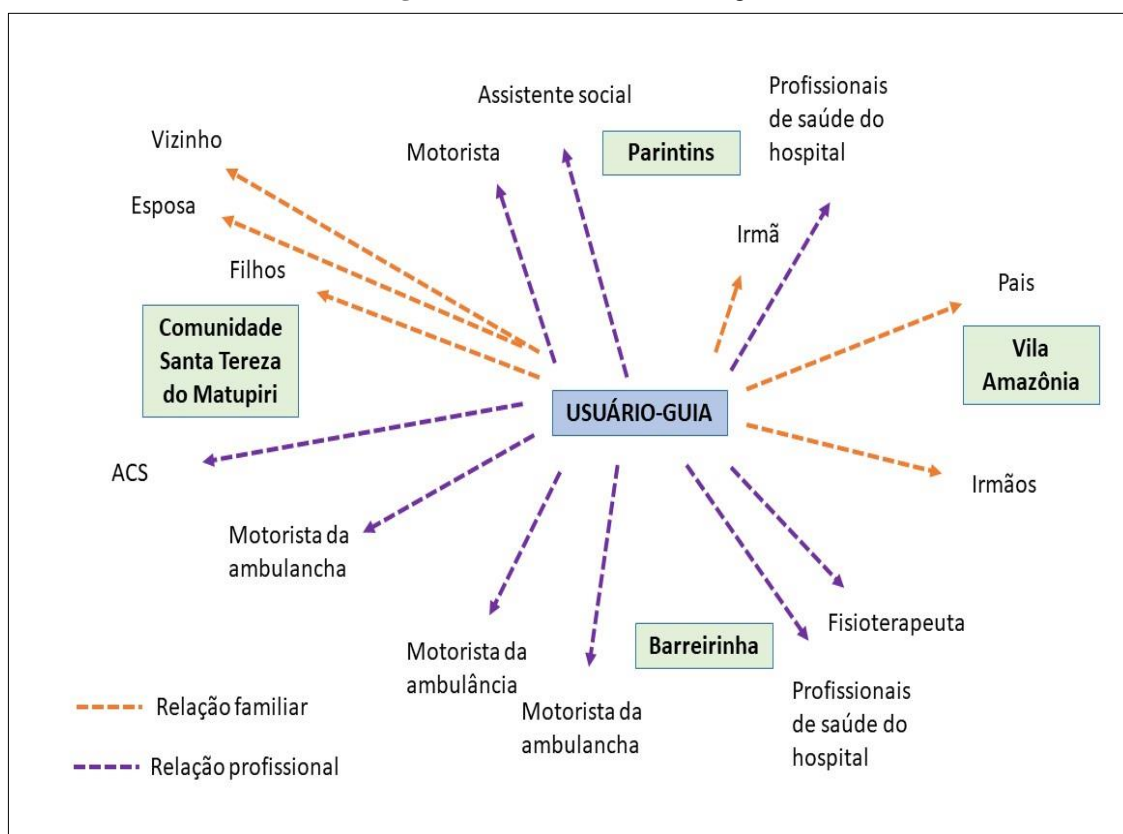 Assistente social
Profissionais
de saúde do
hospital
Parintins
Motorista
Vizinho
Esposa
Irmã
Filhos
Pais
Comunidade
Santa Tereza
do Matupiri
Vila
Amazônia
USUÁRIO-GUIA
ACS
Irmãos
Motorista da
ambulancha
Fisioterapeuta
Barreirinha
Motorista da
ambulância
Motorista da
ambulancha
Profissionais
de saúde do
hospital
Relação familiar
Relação profissional